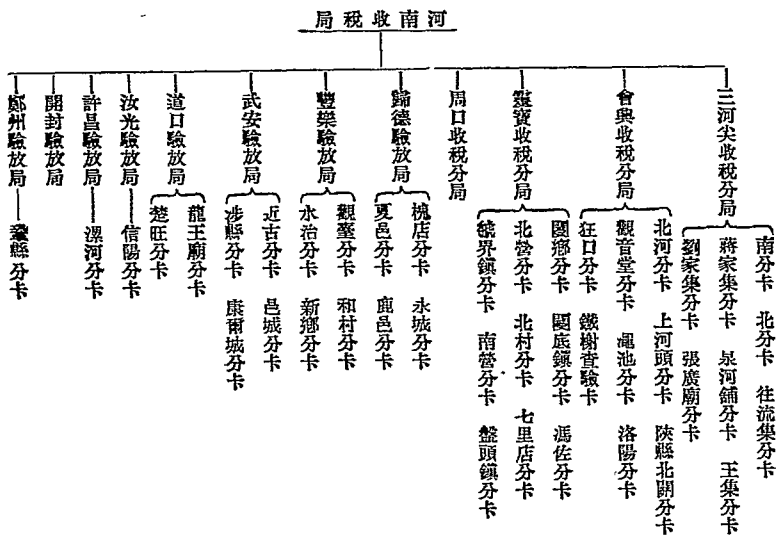 河南收稅局
三河尖收稅分局
南分卡 北分卡 往流集分卡
蔣家集分卡 泉河舖分卡 王集分卡
劉家集分卡 張廣廟分卡
會興收稅分局
北河分卡 上河頭分卡 陝縣北關分卡
觀音堂分卡 澠池分卡 洛陽分卡
狂口分卡 鐵榭查驗卡
靈寶收稅分局
閿鄉分卡 閿底鎮分卡 馮佐分卡
北營分卡 北村分卡 七里店分卡
界鎮分卡 南營分卡 盤頭鎮分卡
周口收稅分局
歸德驗放局
槐店分卡 永城分卡
夏邑分卡 鹿邑分卡
豐樂驗放局
觀臺分卡 和村分卡
水冶分卡 新鄉分卡
武安驗放局
近古分卡 邑城分卡
涉縣分卡 康爾城分卡
道口驗放局
龍王廟分卡
楚旺分卡
汝光驗放局
信陽分卡
許昌驗放局
漯河分卡
開封驗放局
鄭州驗放局
鞏縣分卡